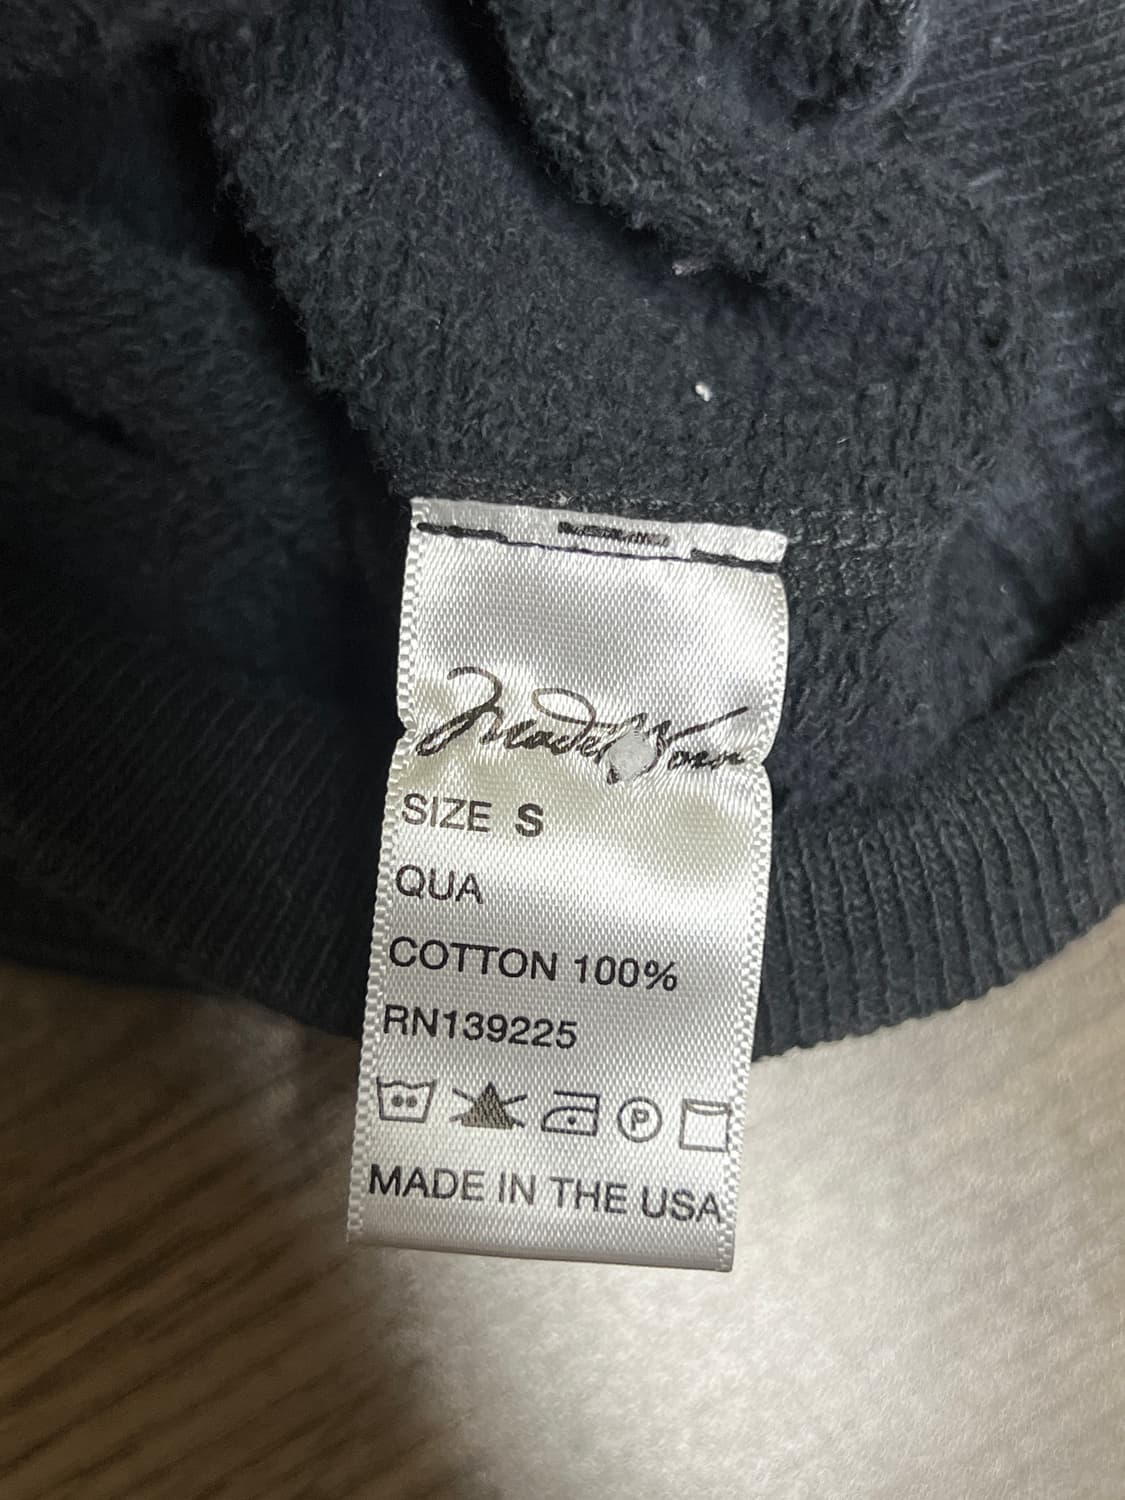 SIZE S
QUA
COTTON 100%
RN139225
P
MADE IN THE USA